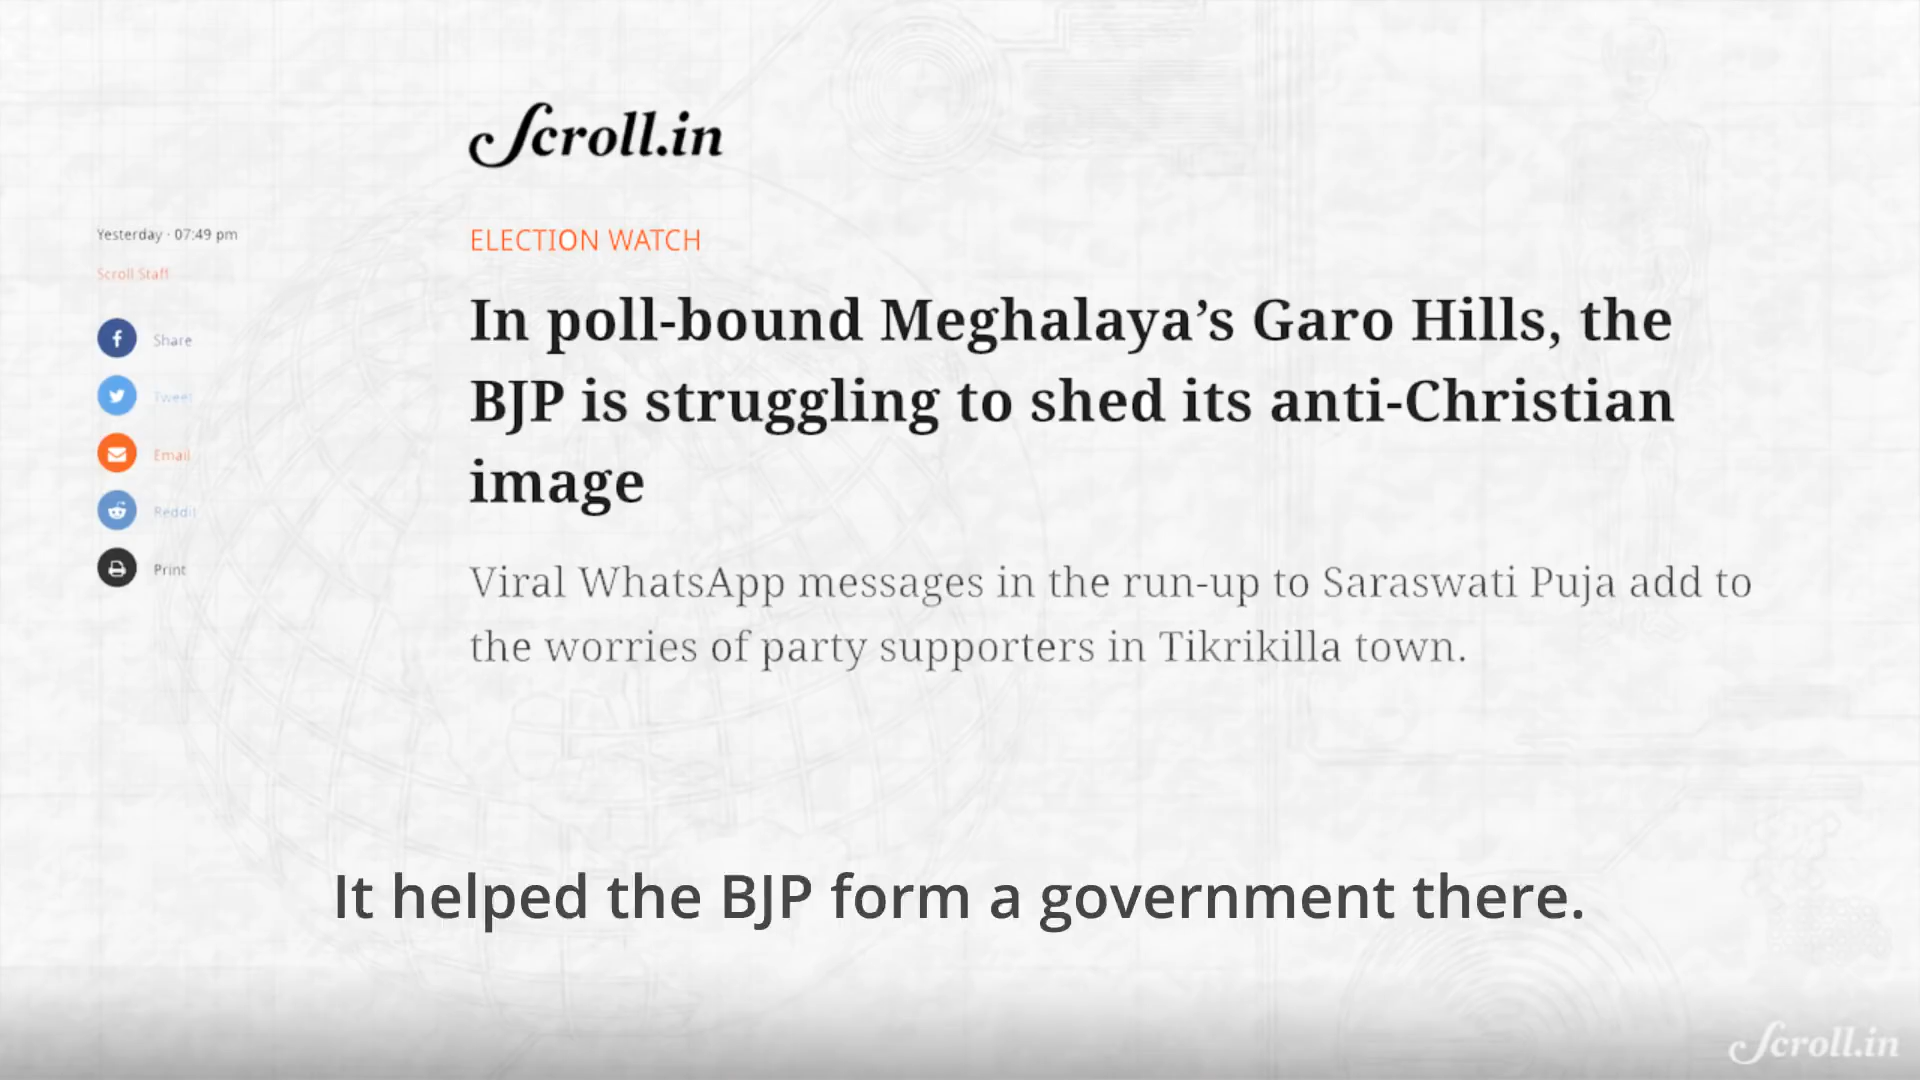 Scroll.in
Yesterday · 07:49 pm
Scroll Staff
Share
Tweet
Email
Reddit
Print
ELECTION WATCH
In poll-bound Meghalaya’s Garo Hills, the
BJP is struggling to shed its anti-Christian
image
Viral WhatsApp messages in the run-up to Saraswati Puja add to
the worries of party supporters in Tikrikilla town.
It helped the BJP form a government there.
Scroll.in